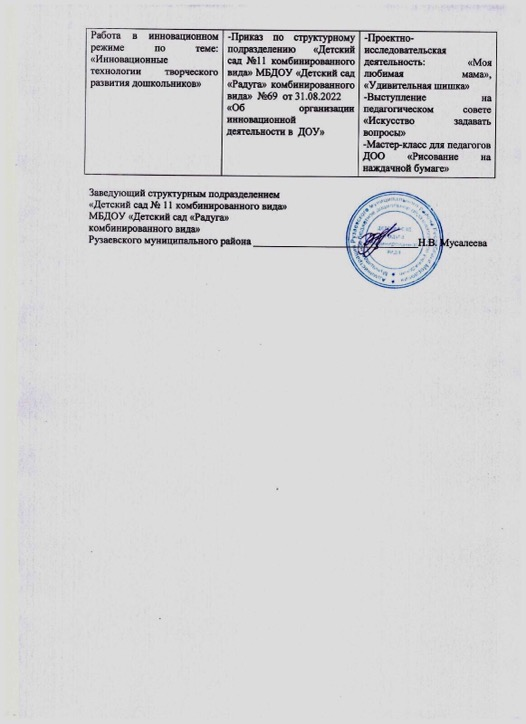 Работа в инновационном
режиме по теме:
«Инновационные
технологии творческого
развития дошкольников»
-Приказ по структурному
подразделению «Детский
сад №11 комбинированного
вида» МБДОУ «Детский сад
«Радуга» комбинированного
вида» №69 от 31.08.2022
«Об организации
инновационной
деятельности в ДОУ»
-Проектно-
исследовательская
деятельность: «Моя
любимая мама»,
«Удивительная шишка»
-Выступление на
педагогическом совете
«Искусство задавать
вопросы»
-Мастер-класс для педагогов
ДОО «Рисование на
наждачной бумаге»
Заведующий структурным подразделением
«Детский сад № 11 комбинированного вида»
МБДОУ «Детский сад «Радуга»
комбинированного вида»
Рузаевского муниципального района Н.В. Мусалеева